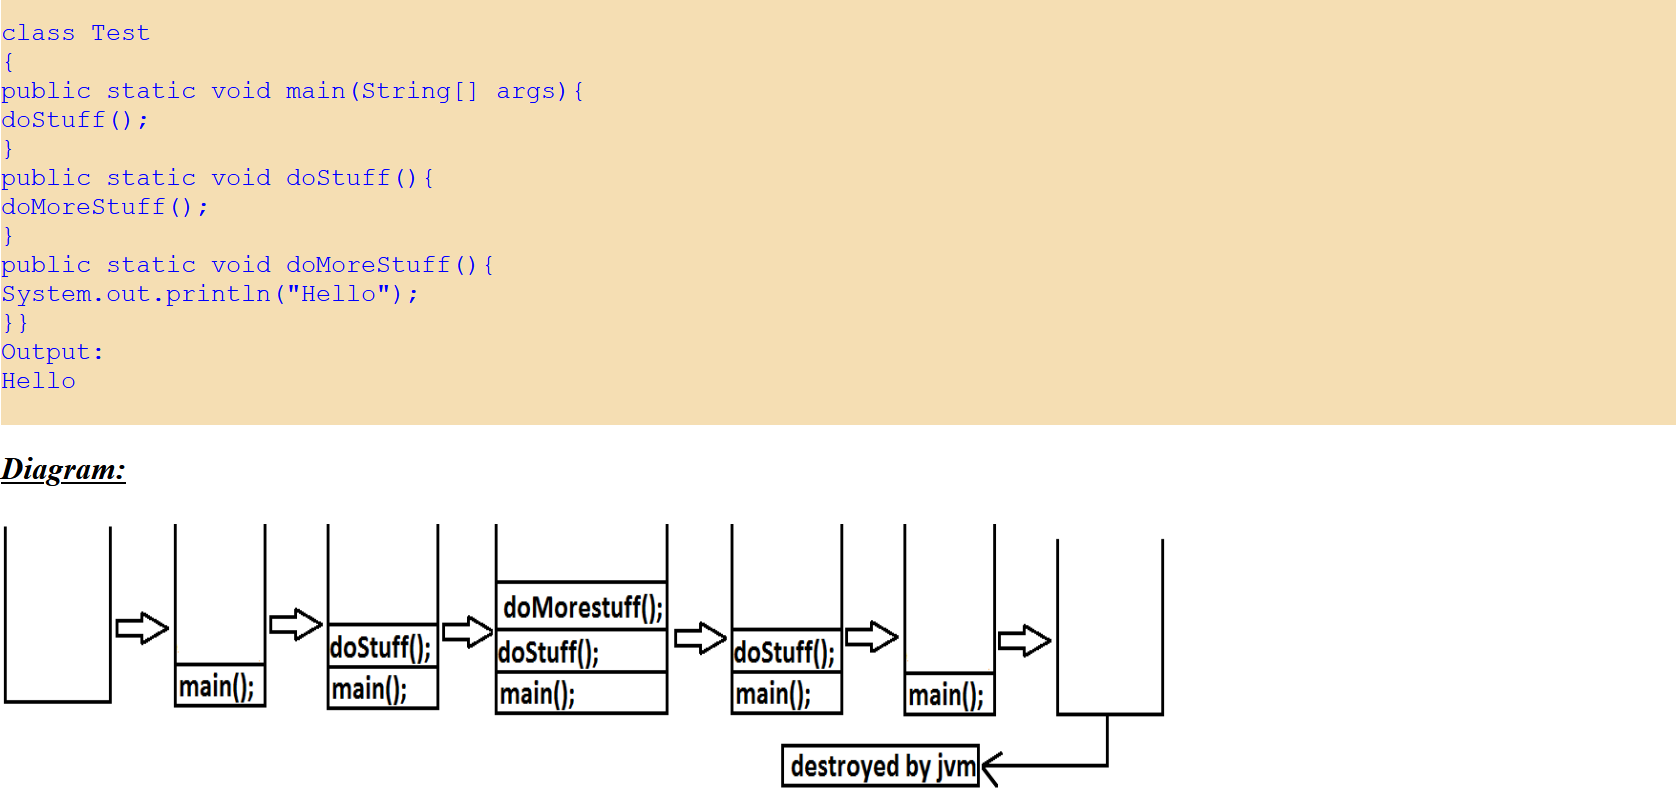 class Test
{
public static void main(String[] args){
doStuff();
}
public static void doStuff(){
doMoreStuff();
}
public static void doMoreStuff(){
System.out.println("Hello");
}}
Output:
Hello
Diagram:
main();
doStuff();
main();
doMorestuff();
doStuff();
main();
doStuff();
main();
main();
destroyed by jvm